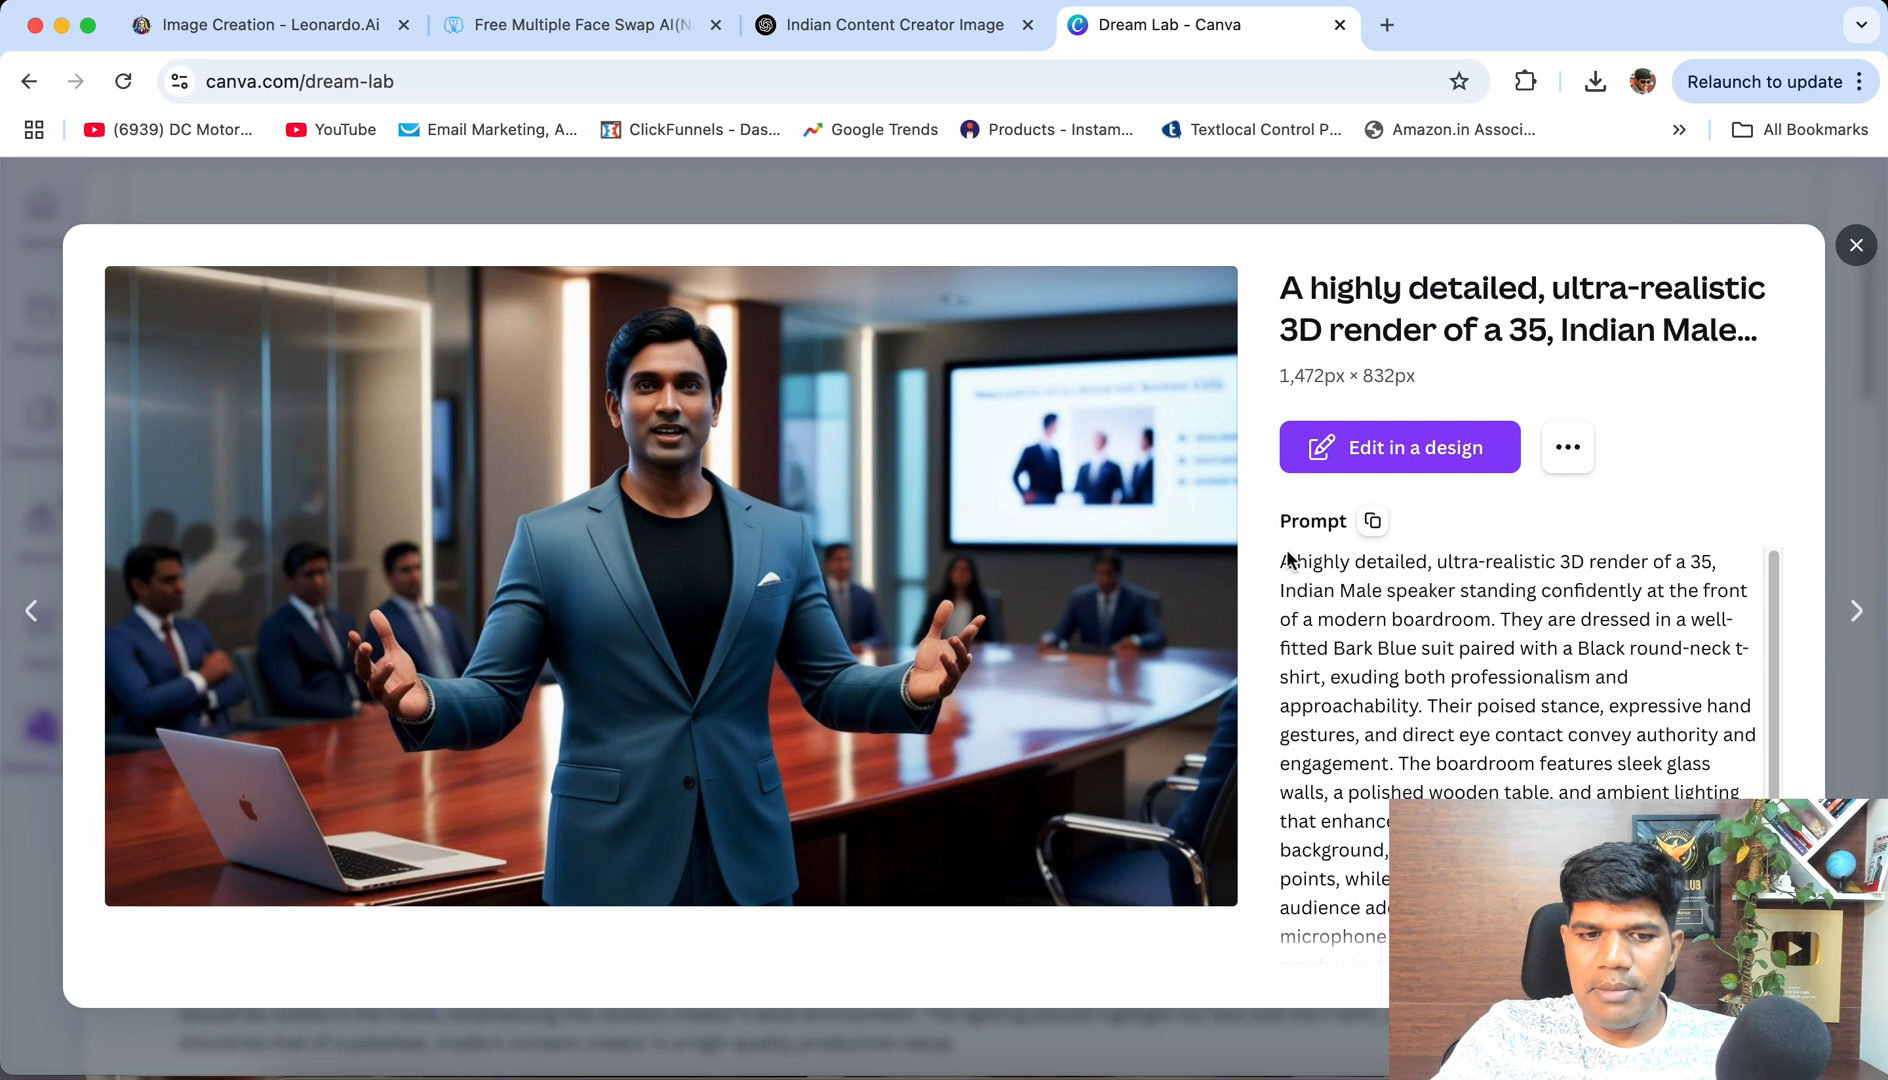 Image Creation - Leonardo.Ai
Free Multiple Face Swap AI(N
Indian Content Creator Image
Dream Lab - Canva
canva.com/dream-lab
Relaunch to update
(6939) DC Motor...
YouTube
Email Marketing, A...
ClickFunnels - Das...
Google Trends
Products - Instam...
Textlocal Control P...
Amazon.in Associ...
All Bookmarks
A highly detailed, ultra-realistic
3D render of a 35, Indian Male...
1,472px × 832px
Edit in a design
Prompt
A highly detailed, ultra-realistic 3D render of a 35,
Indian Male speaker standing confidently at the front
of a modern boardroom. They are dressed in a well-
fitted Bark Blue suit paired with a Black round-neck t-
shirt, exuding both professionalism and
approachability. Their poised stance, expressive hand
gestures, and direct eye contact convey authority and
engagement. The boardroom features sleek glass
walls, a polished wooden table, and ambient lighting
that enhance
background,
points, while
audience
microphone